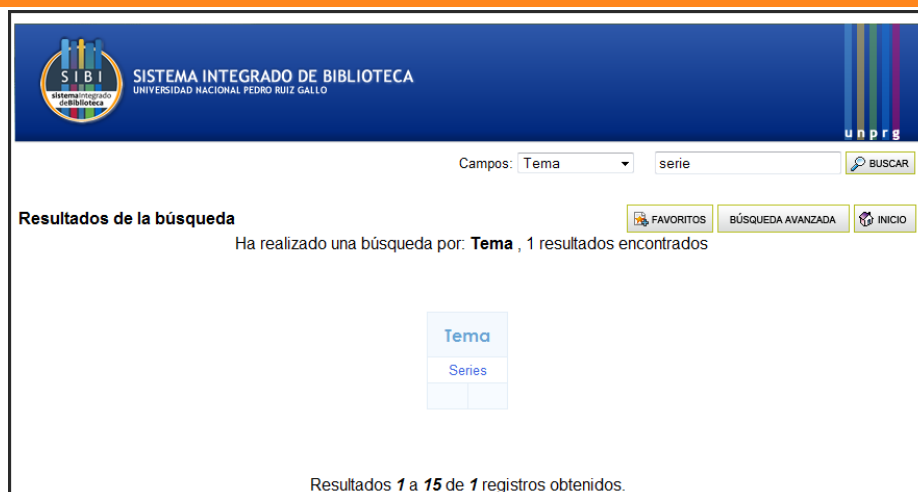 SIBI
sistemaIntegrado
deBiblioteca
SISTEMA INTEGRADO DE BIBLIOTECA
UNIVERSIDAD NACIONAL PEDRO RUIZ GALLO
unprg
Campos: Tema serie BUSCAR
Resultados de la búsqueda FAVORITOS BÚSQUEDA AVANZADA INICIO
Ha realizado una búsqueda por: Tema , 1 resultados encontrados
Tema
Series
Resultados 1 a 15 de 1 registros obtenidos.